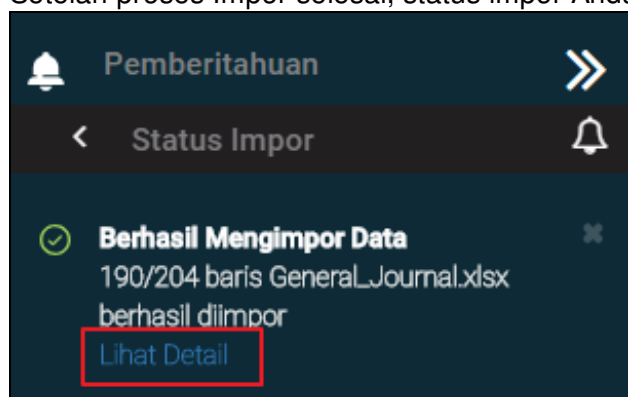 Setelah proses impor selesai, status impor Anda
Pemberitahuan
Status Impor
Berhasil Mengimpor Data
190/204 baris General_Journal.xlsx
berhasil diimpor
Lihat Detail